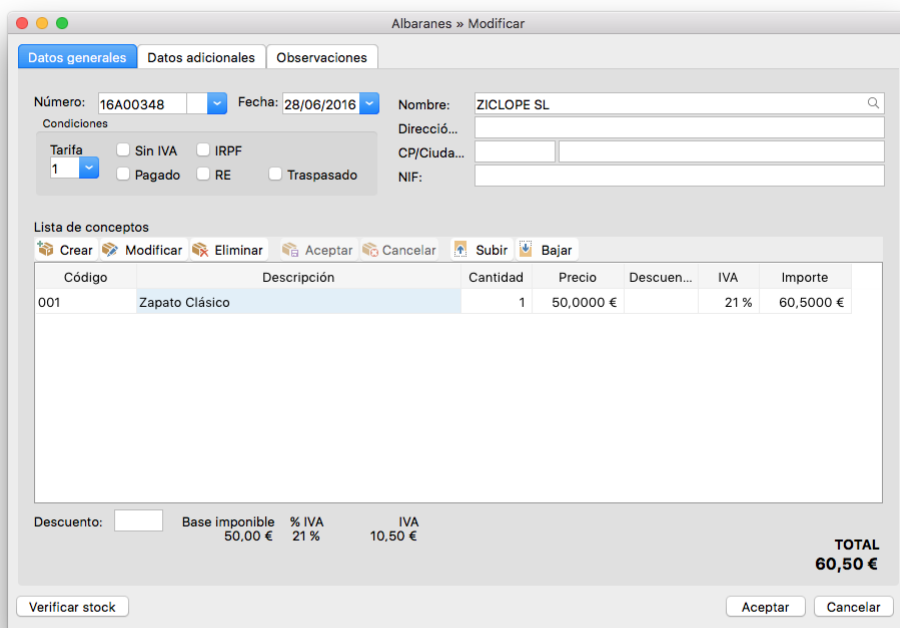 Albaranes » Modificar
Datos generales Datos adicionales Observaciones
Número: 16A00348 Fecha: 28/06/2016 Nombre: ZICLOPE SL
Condiciones
Direcció...
Tarifa Sin IVA IRPF CP/Ciuda...
1 Pagado RE Traspasado NIF:
Lista de conceptos
Crear Modificar Eliminar Aceptar Cancelar Subir Bajar
Código Descripción Cantidad Precio Descuen... IVA Importe
001 Zapato Clásico 1 50,0000 € 21 % 60,5000 €
Descuento: Base imponible % IVA IVA
50,00 € 21 % 10,50 €
TOTAL
60,50 €
Verificar stock Aceptar Cancelar